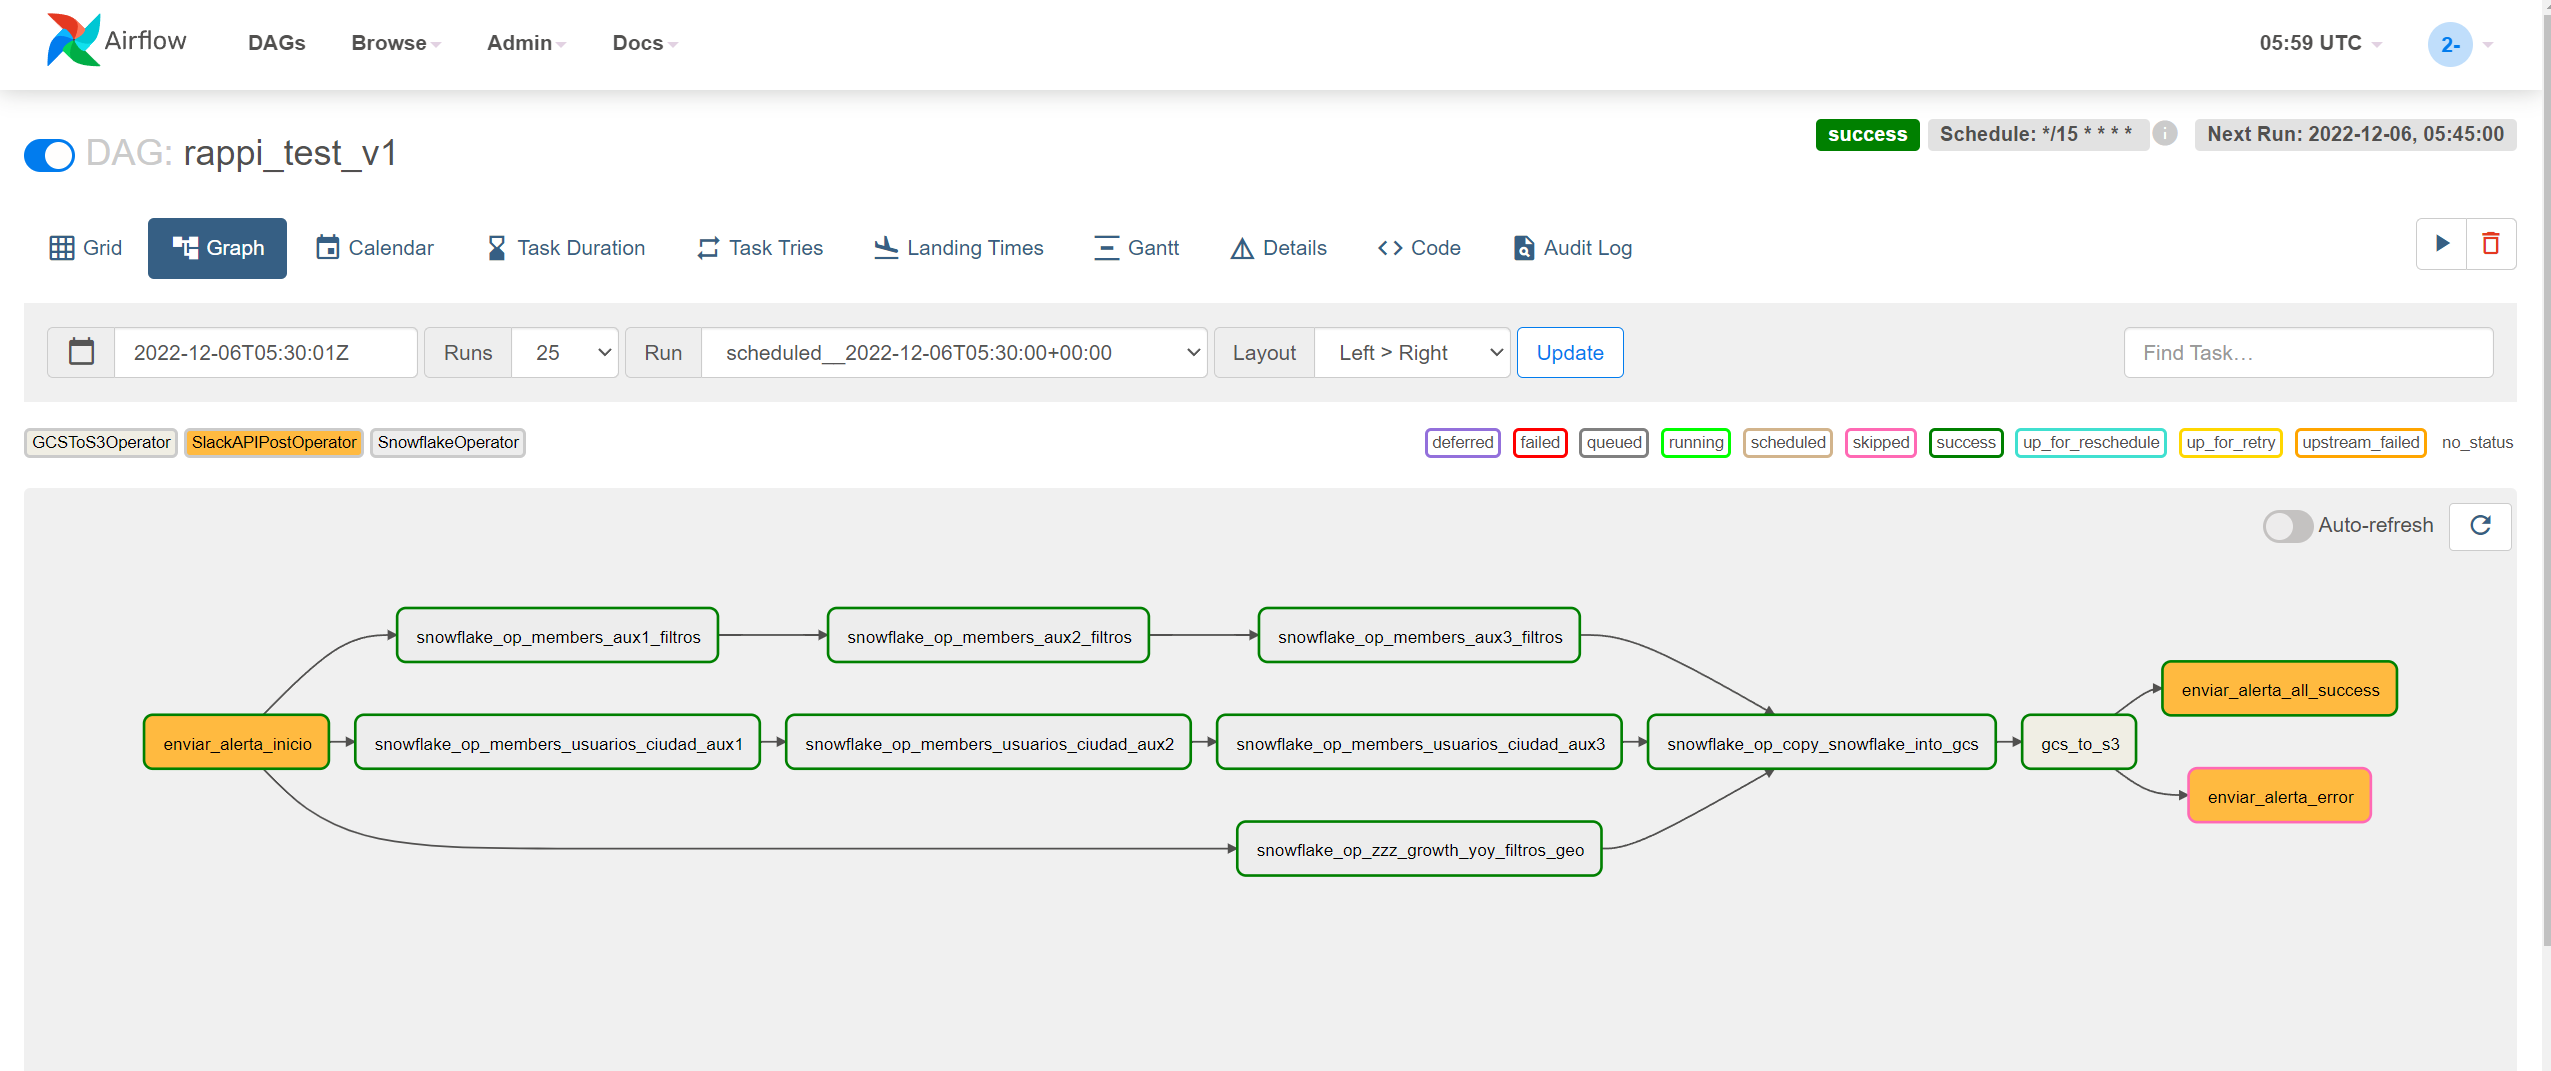 Airflow DAGs Browse Admin Docs 05:59 UTC 2-
DAG: rappi_test_v1 success Schedule: */15 * * * * i Next Run: 2022-12-06, 05:45:00
Grid Graph Calendar Task Duration Task Tries Landing Times Gantt Details Code Audit Log
2022-12-06T05:30:01Z Runs 25 Run scheduled__2022-12-06T05:30:00+00:00 Layout Left > Right Update Find Task…
GCSToS3Operator SlackAPIPostOperator SnowflakeOperator deferred failed queued running scheduled skipped success up_for_reschedule up_for_retry upstream_failed no_status
Auto-refresh
snowflake_op_members_aux1_filtros snowflake_op_members_aux2_filtros snowflake_op_members_aux3_filtros
enviar_alerta_all_success
enviar_alerta_inicio snowflake_op_members_usuarios_ciudad_aux1 snowflake_op_members_usuarios_ciudad_aux2 snowflake_op_members_usuarios_ciudad_aux3 snowflake_op_copy_snowflake_into_gcs gcs_to_s3
enviar_alerta_error
snowflake_op_zzz_growth_yoy_filtros_geo